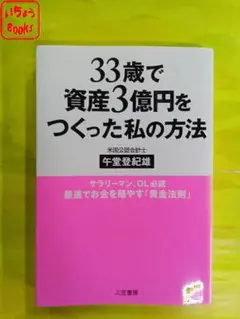 いちょう
BOOKS
33歳で
資産3億円を
つくった私の方法
米国公認会計士
午堂登紀雄
サラリーマン、OL必読
最速でお金を殖やす「黄金法則」
三笠書房